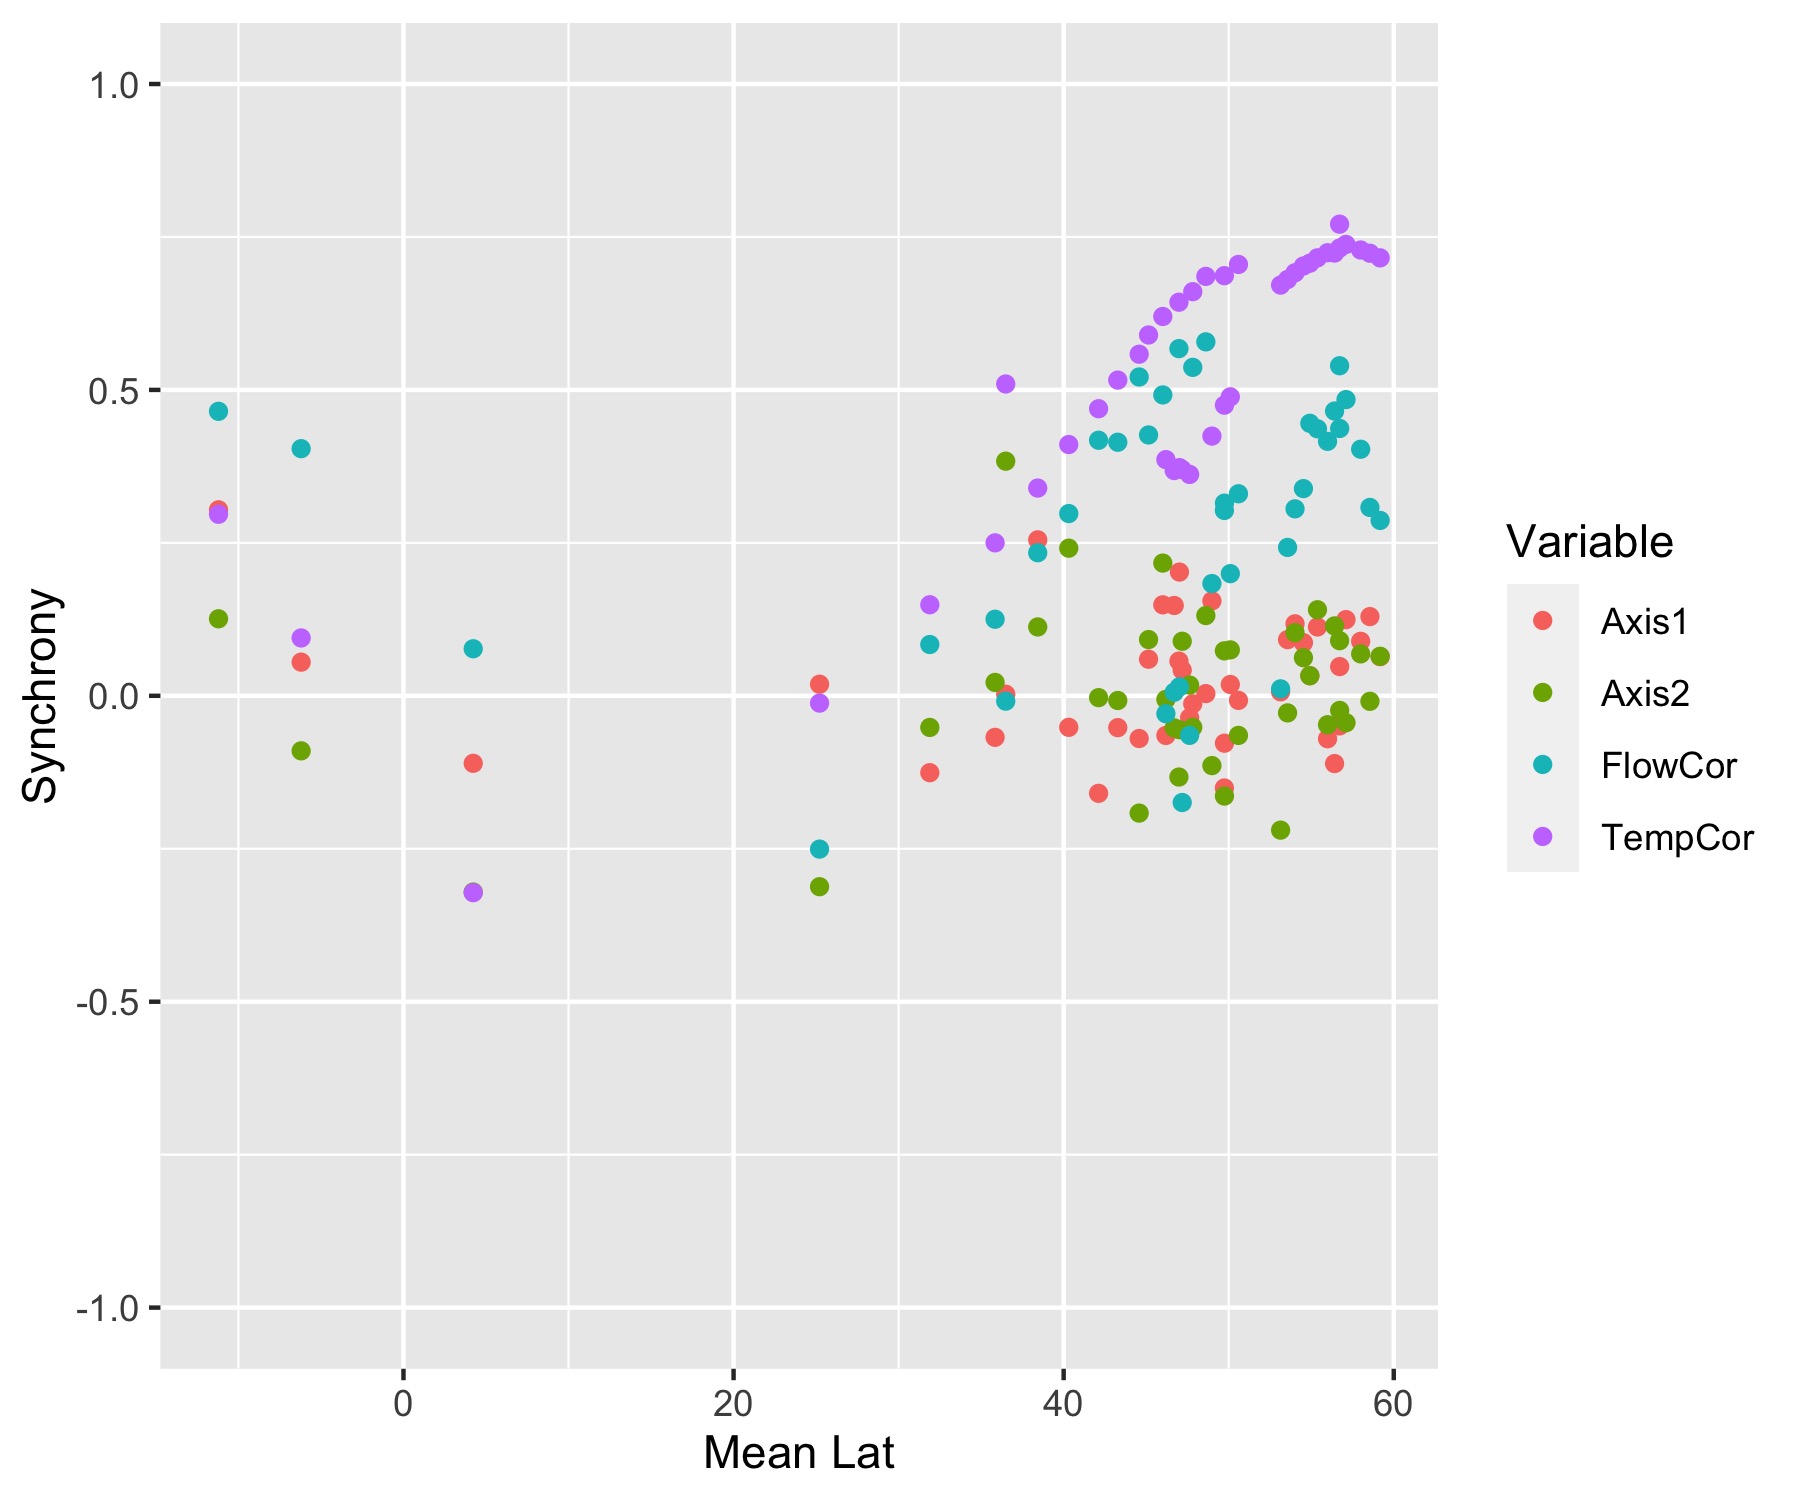 1.0
0.5
0.0
-0.5
-1.0
Synchrony
0 20 40 60
Mean Lat
Variable
Axis1
Axis2
FlowCor
TempCor